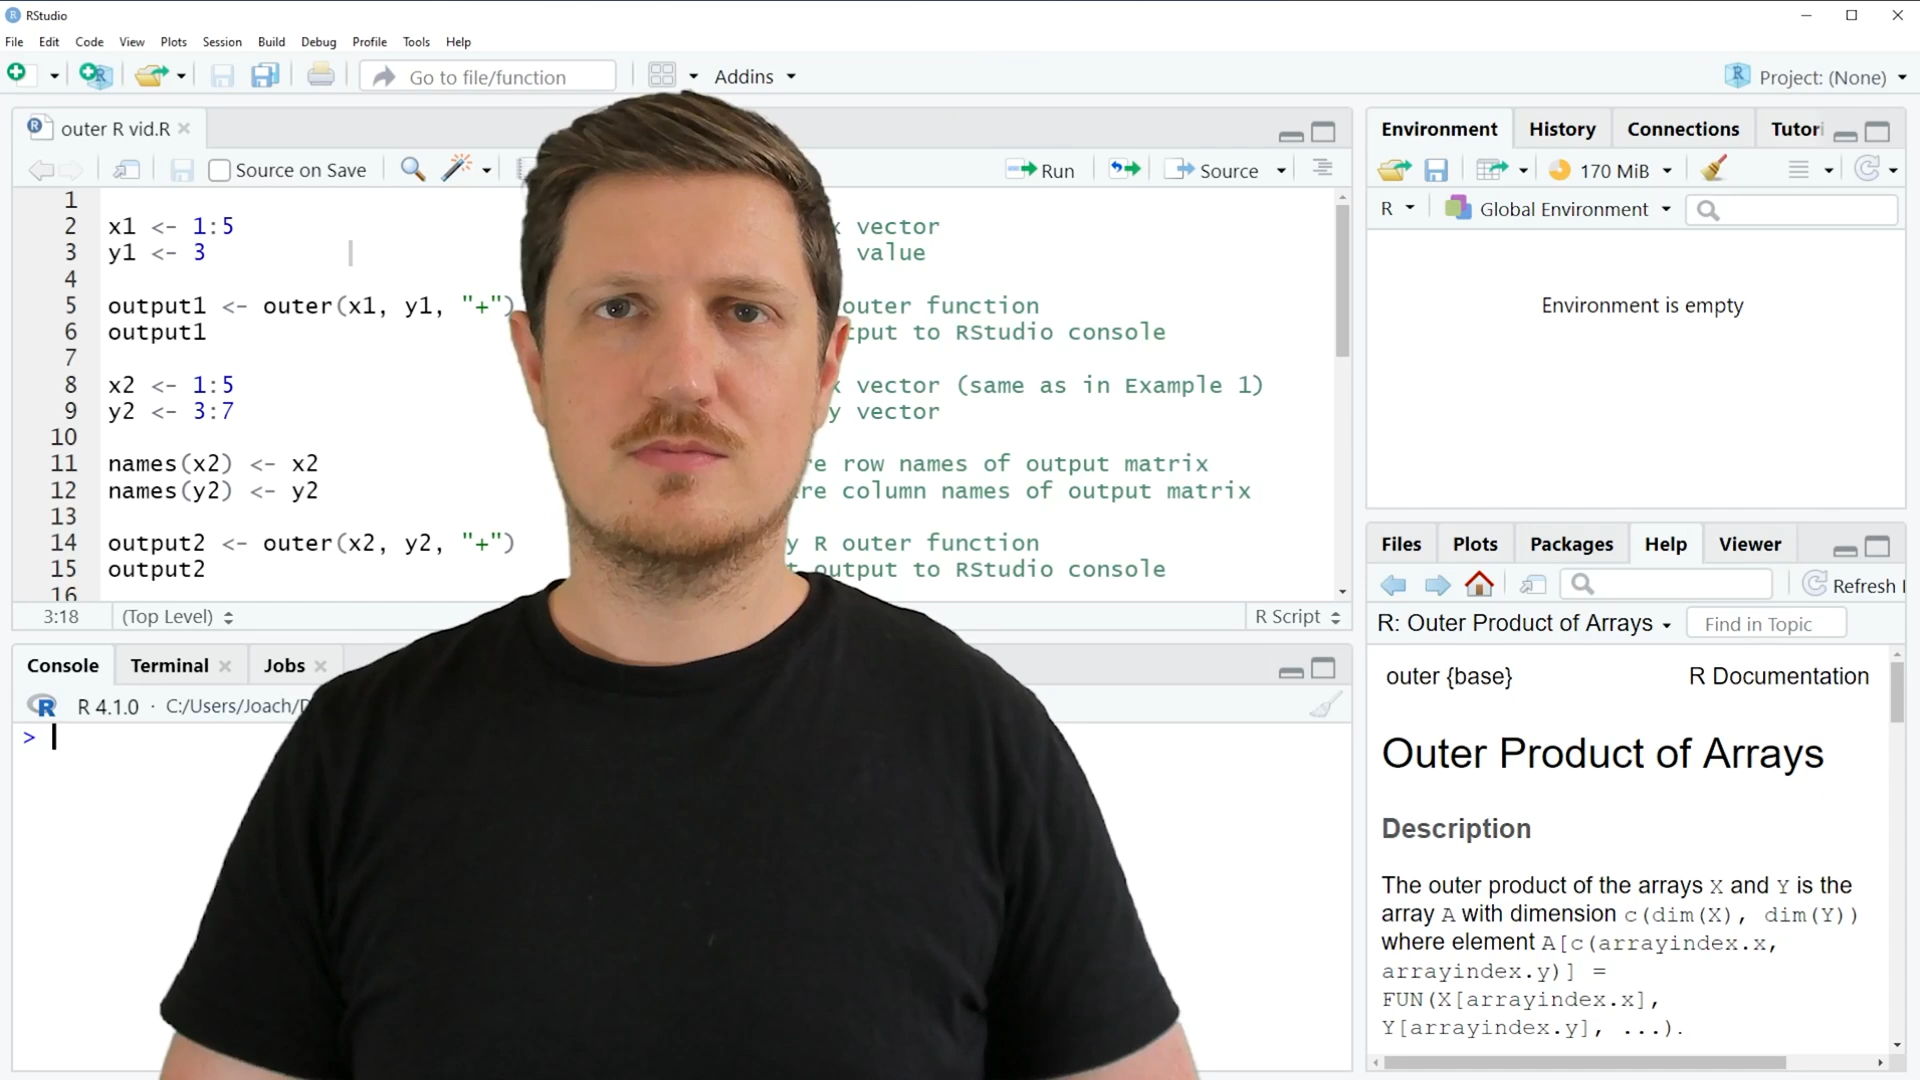 RStudio
File Edit Code View Plots Session Build Debug Profile Tools Help
Go to file/function Addins Project: (None)
outer R vid.R
Source on Save Run Source
1
2 x1 <- 1:5 vector
3 y1 <- 3 value
4
5 output1 <- outer(x1, y1, "+") outer function
6 output1 to RStudio console
7
8 x2 <- 1:5 x vector (same as in Example 1)
9 y2 <- 3:7 y vector
10
11 names(x2) <- x2 row names of output matrix
12 names(y2) <- y2 column names of output matrix
13
14 output2 <- outer(x2, y2, "+") R outer function
15 output2 output to RStudio console
16
3:18 (Top Level) R Script
Console Terminal Jobs
R 4.1.0 · C:/Users/Joach/
>
Environment History Connections Tutori
170 MiB
R Global Environment
Environment is empty
Files Plots Packages Help Viewer
Refresh
R: Outer Product of Arrays Find in Topic
outer {base} R Documentation
Outer Product of Arrays
Description
The outer product of the arrays X and Y is the
array A with dimension c(dim(X), dim(Y))
where element A[c(arrayindex.x,
arrayindex.y)] =
FUN(X[arrayindex.x],
Y[arrayindex.y], ...).